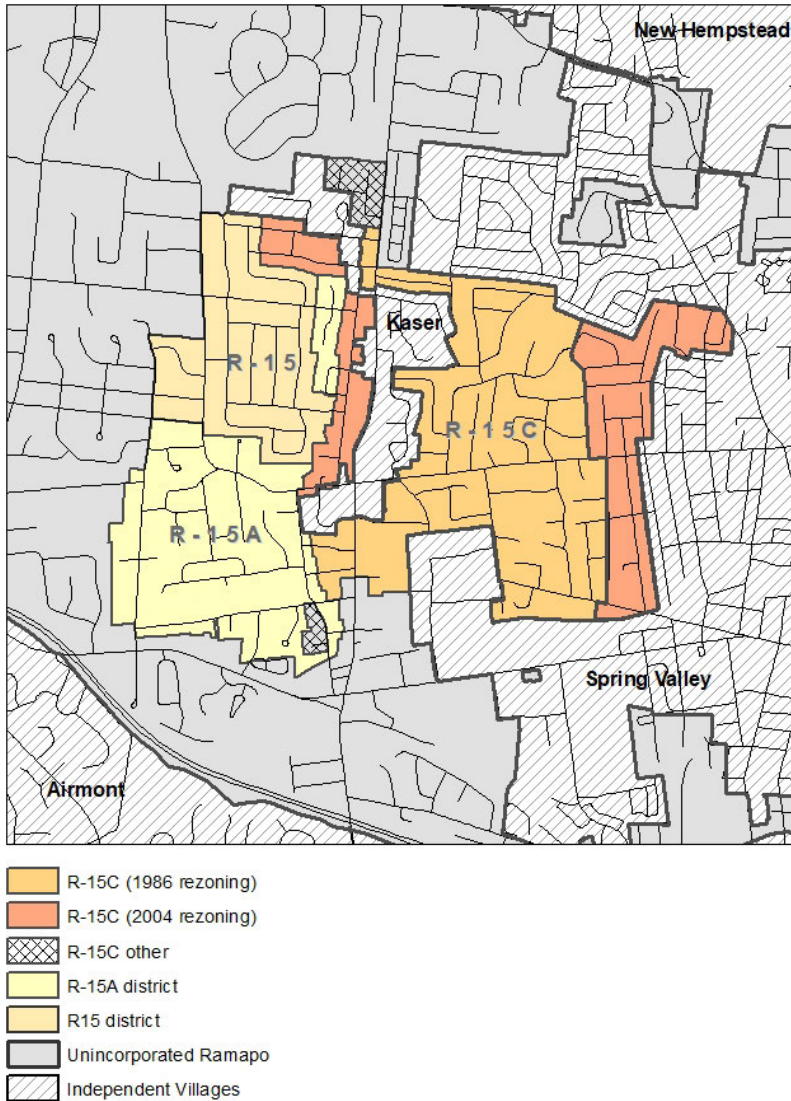 New Hempstead
Kaser
R-15
R-15C
R-15A
Spring Valley
Airmont
R-15C (1986 rezoning)
R-15C (2004 rezoning)
R-15C other
R-15A district
R15 district
Unincorporated Ramapo
Independent Villages